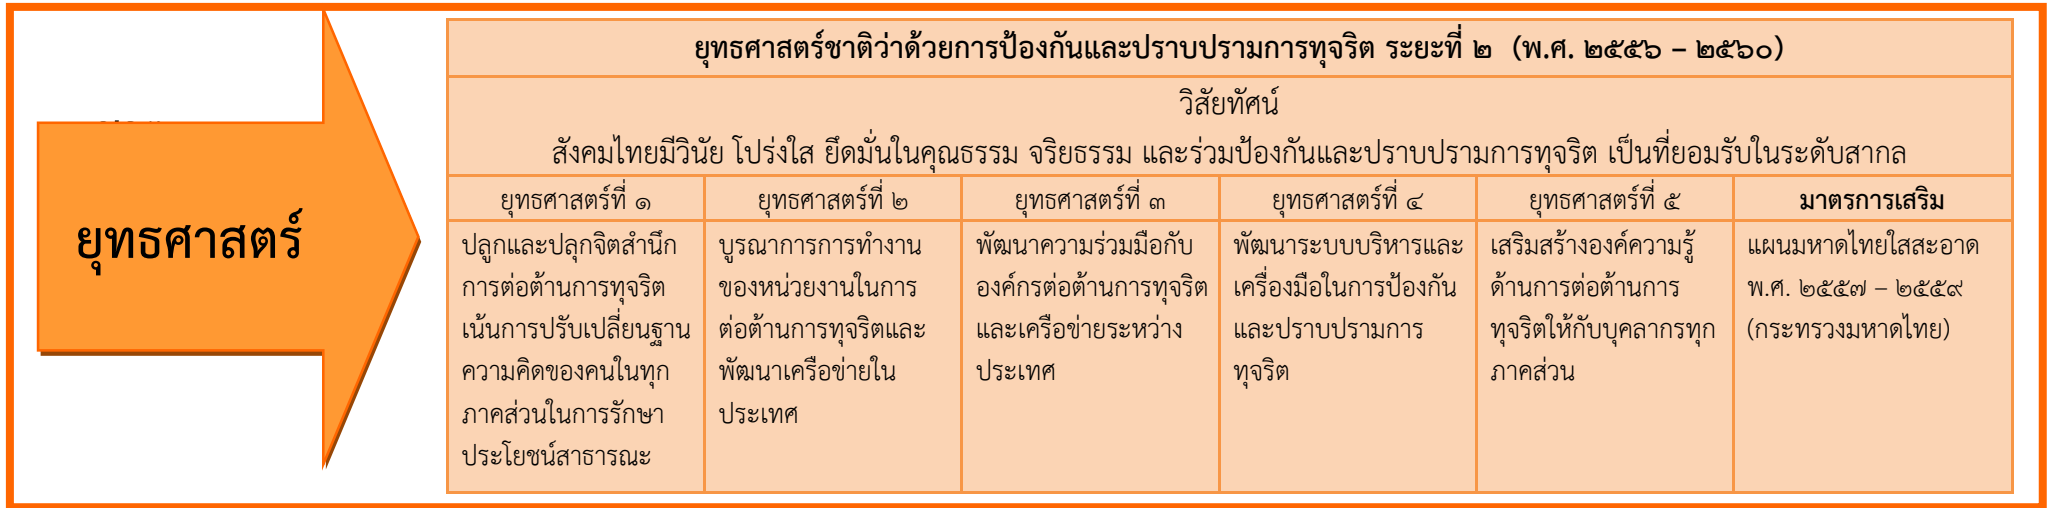 ยุทธศาสตร์
ยุทธศาสตร์ชาติว่าด้วยการป้องกันและปราบปรามการทุจริต ระยะที่ ๒ (พ.ศ. ๒๕๕๖ – ๒๕๖๐)
วิสัยทัศน์
สังคมไทยมีวินัย โปร่งใส ยึดมั่นในคุณธรรม จริยธรรม และร่วมป้องกันและปราบปรามการทุจริต เป็นที่ยอมรับในระดับสากล
ยุทธศาสตร์ที่ ๑
ปลูกและปลุกจิตสำนึก
การต่อต้านการทุจริต
เน้นการปรับเปลี่ยนฐาน
ความคิดของคนในทุก
ภาคส่วนในการรักษา
ประโยชน์สาธารณะ
ยุทธศาสตร์ที่ ๒
บูรณาการการทำงาน
ของหน่วยงานในการ
ต่อต้านการทุจริตและ
พัฒนาเครือข่ายใน
ประเทศ
ยุทธศาสตร์ที่ ๓
พัฒนาความร่วมมือกับ
องค์กรต่อต้านการทุจริต
และเครือข่ายระหว่าง
ประเทศ
ยุทธศาสตร์ที่ ๔
พัฒนาระบบบริหารและ
เครื่องมือในการป้องกัน
และปราบปรามการ
ทุจริต
ยุทธศาสตร์ที่ ๕
เสริมสร้างองค์ความรู้
ด้านการต่อต้านการ
ทุจริตให้กับบุคลากรทุก
ภาคส่วน
มาตรการเสริม
แผนมหาดไทยใสสะอาด
พ.ศ. ๒๕๕๗ – ๒๕๕๙
(กระทรวงมหาดไทย)